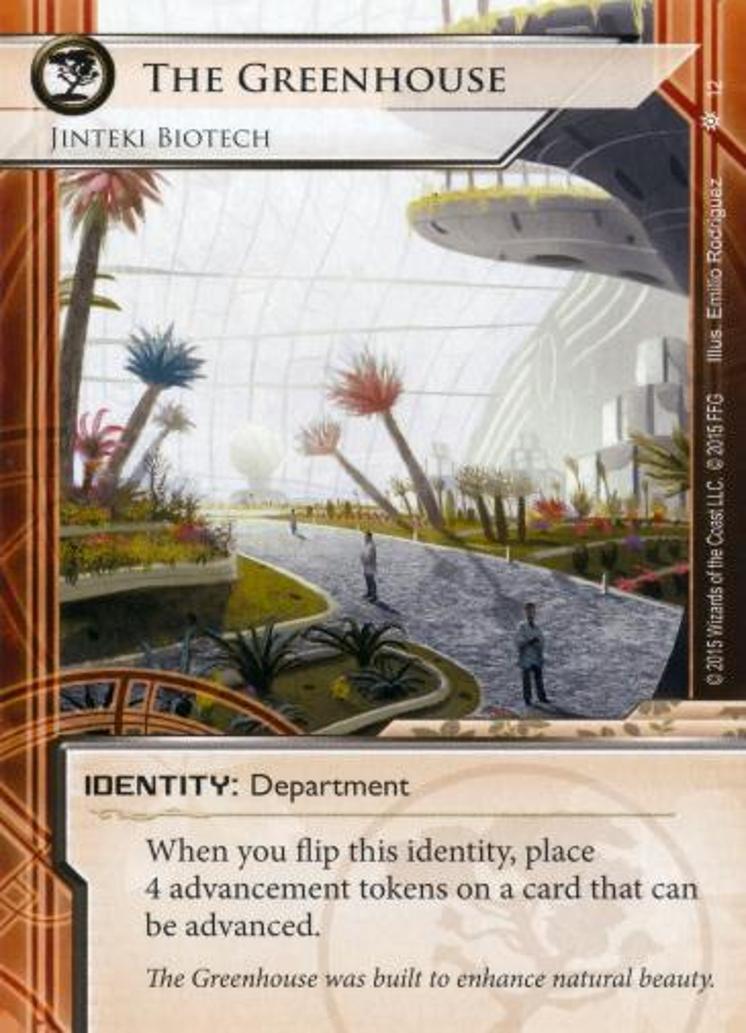 The Greenhouse
Jinteki Biotech
12
Illus. Emilio Rodriguez
© 2015 Wizards of the Coast LLC. © 2015 FFG
IDENTITY: Department
When you flip this identity, place
4 advancement tokens on a card that can
be advanced.
The Greenhouse was built to enhance natural beauty.